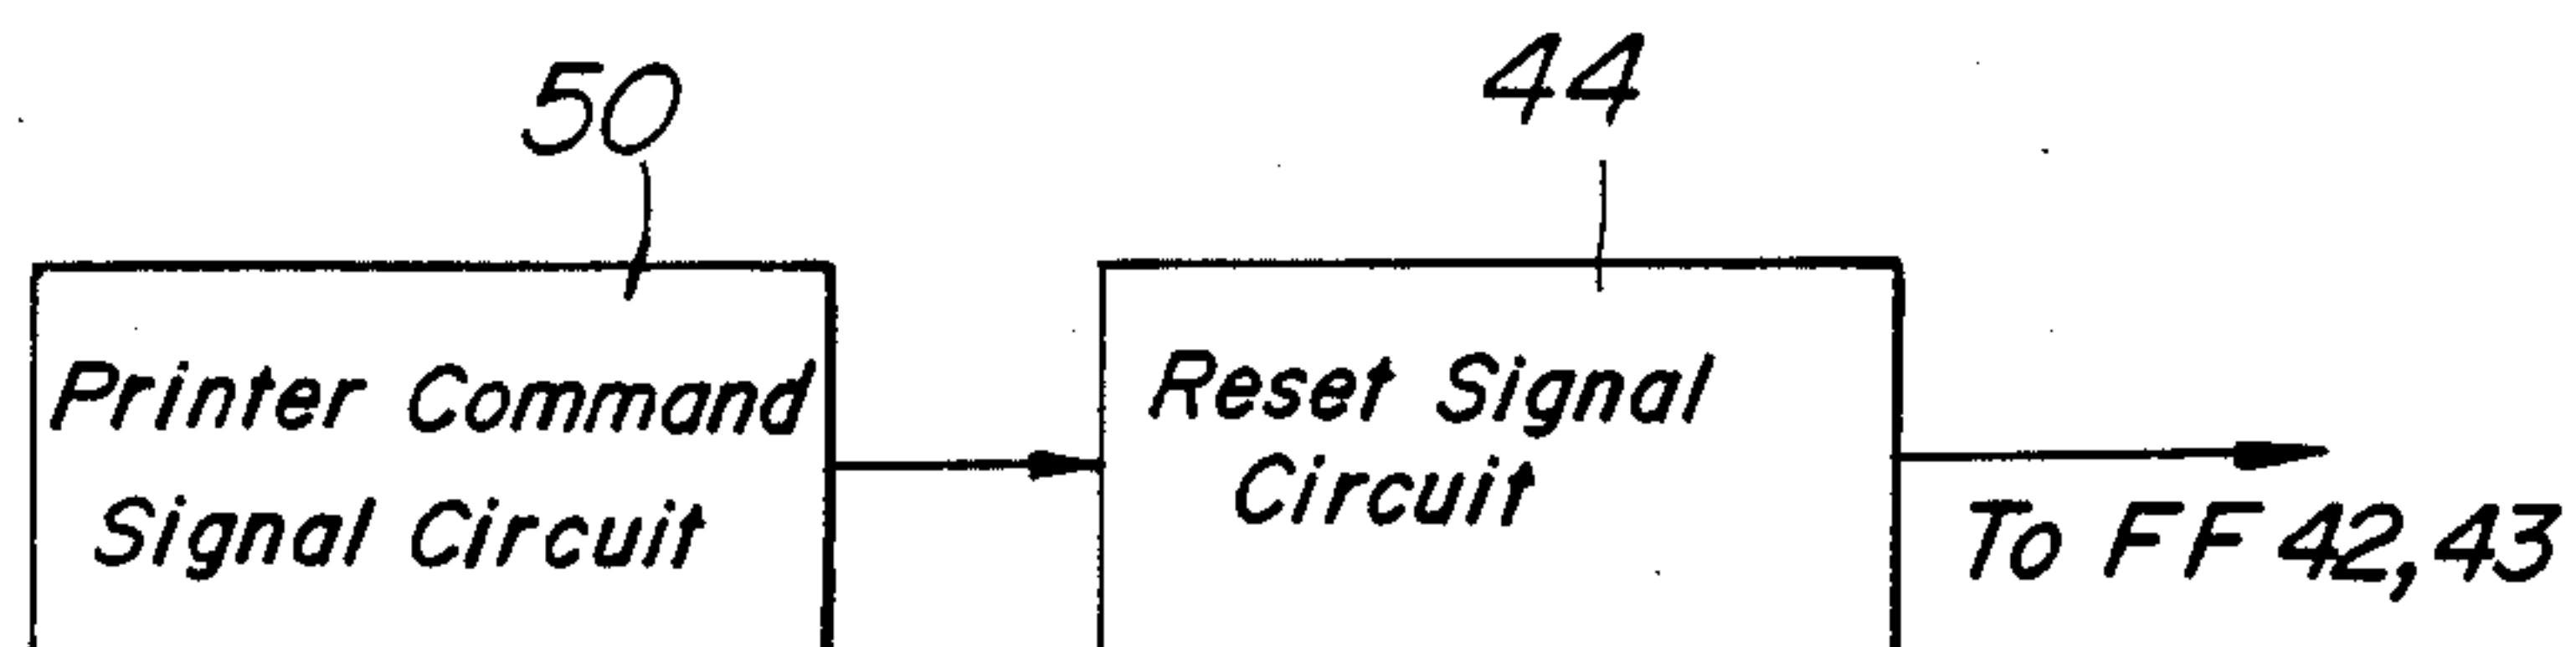 50
44
Printer Command
Signal Circuit
Reset Signal
Circuit
To FF 42,43